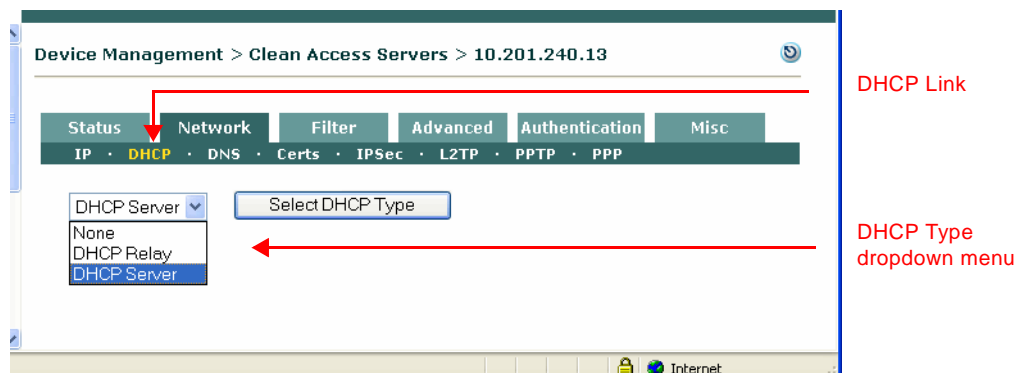 Device Management > Clean Access Servers > 10.201.240.13
DHCP Link
Status Network Filter Advanced Authentication Misc
IP · DHCP · DNS · Certs · IPSec · L2TP · PPTP · PPP
DHCP Server Select DHCP Type
None
DHCP Relay
DHCP Server
DHCP Type
dropdown menu
Internet